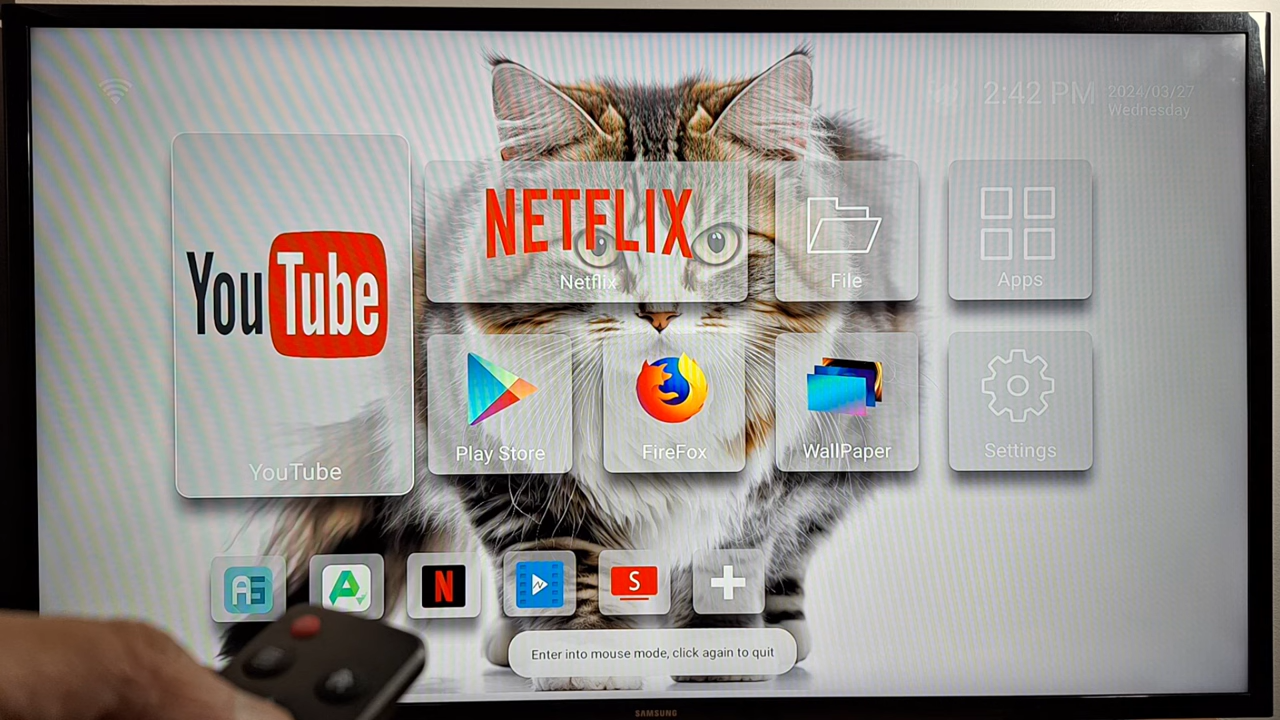 2:42 PM
2024/03/27
Wednesday
YouTube
YouTube
NETFLIX
Netflix
File
Apps
Play Store
FireFox
WallPaper
Settings
AS
N
S
Enter into mouse mode, click again to quit
SAMSUNG